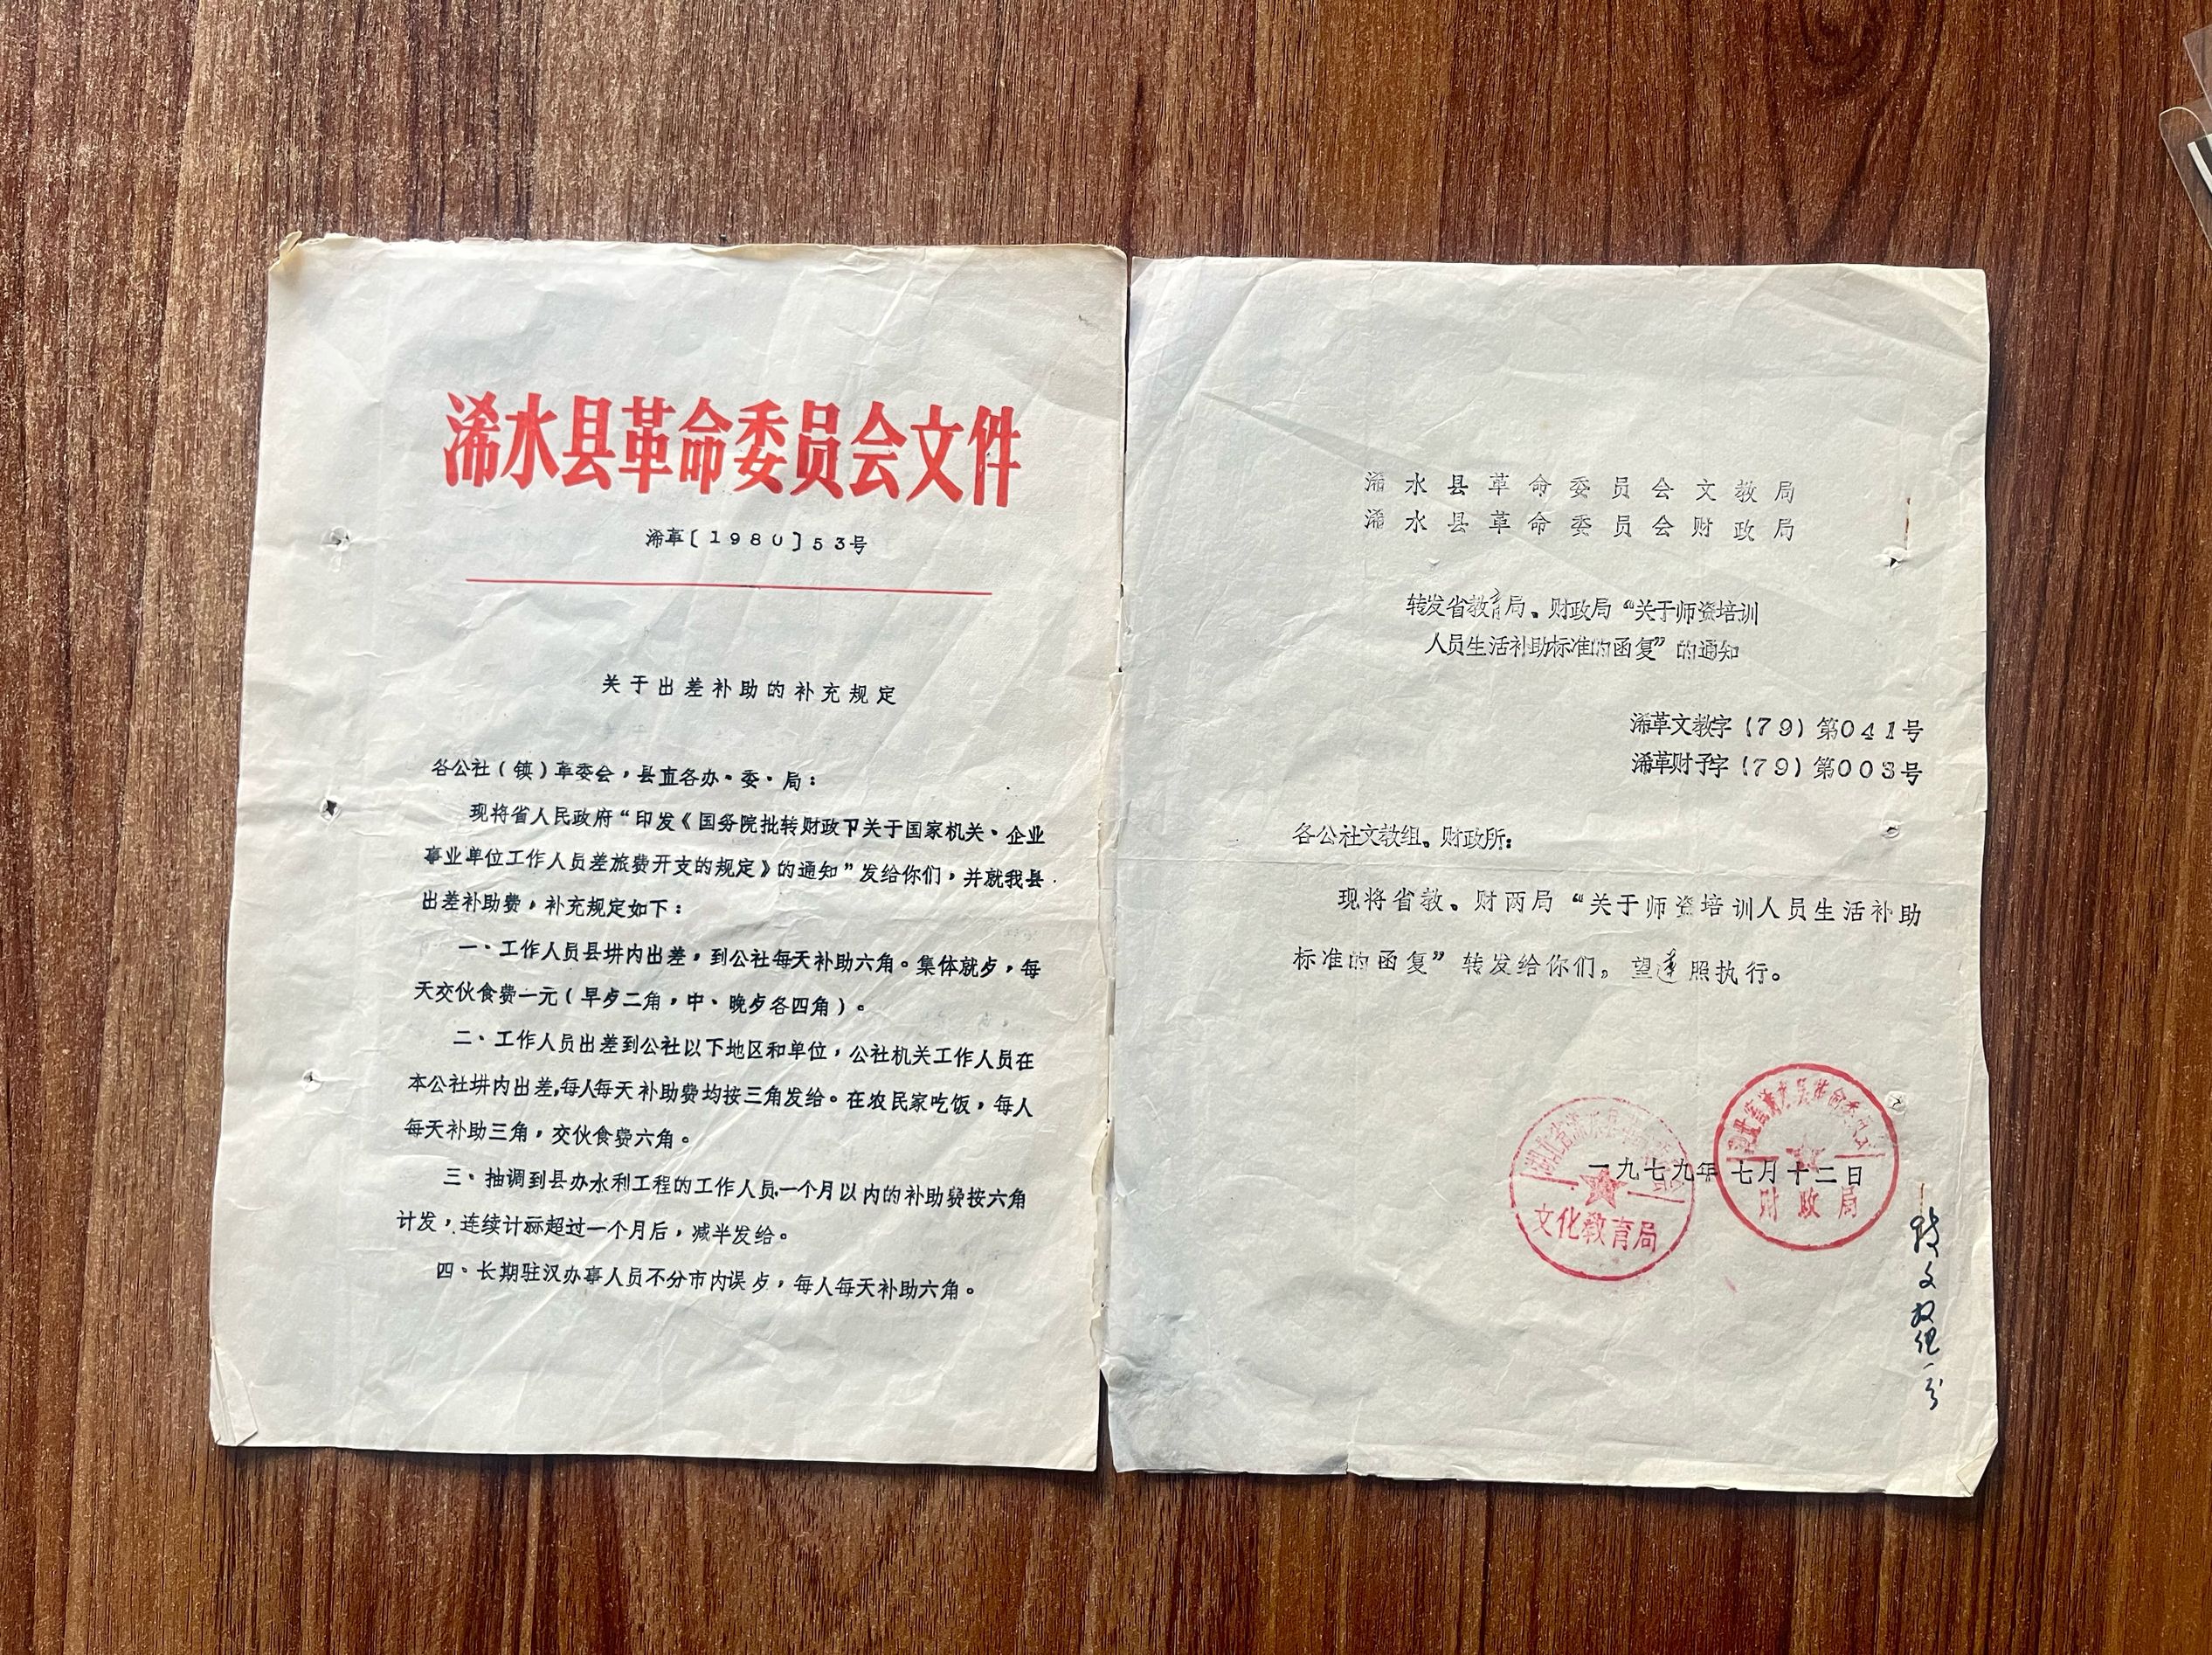 浠水县革命委员会文件
浠革〔1980〕53号
关于出差补助的补充规定
各公社（镇）革委会，县直各办、委、局：
现将省人民政府“印发《国务院批转财政部关于国家机关、企业
事业单位工作人员差旅费开支的规定》的通知”发给你们，并就我县
出差补助费，补充规定如下：
一、工作人员县境内出差，到公社每天补助六角。集体就歺，每
天交伙食费一元（早歺二角，中、晚歺各四角）。
二、工作人员出差到公社以下地区和单位，公社机关工作人员在
本公社境内出差，每人每天补助费均按三角发给。在农民家吃饭，每人
每天补助三角，交伙食费六角。
三、抽调到县办水利工程的工作人员一个月以内的补助费按六角
计发，连续计算超过一个月后，减半发给。
四、长期驻汉办事人员不分市内误歺，每人每天补助六角。
浠水县革命委员会文教局
浠水县革命委员会财政局
转发省教育局、财政局“关于师资培训
人员生活补助标准的函复”的通知
浠革文教字（79）第041号
浠革财予字（79）第003号
各公社文教组、财政所：
现将省教、财两局“关于师资培训人员生活补助
标准的函复”转发给你们，望遵照执行。
一九七九年七月十二日
文化教育局
湖北省浠水县革命委员会
财政局